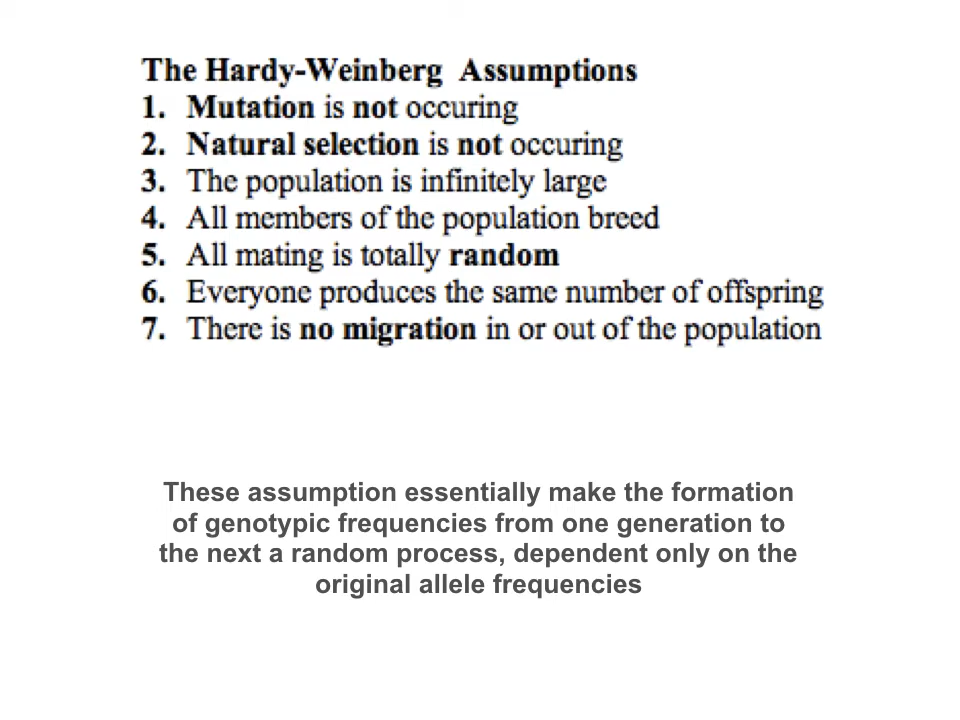 The Hardy-Weinberg Assumptions
1. Mutation is not occuring
2. Natural selection is not occuring
3. The population is infinitely large
4. All members of the population breed
5. All mating is totally random
6. Everyone produces the same number of offspring
7. There is no migration in or out of the population
These assumption essentially make the formation
of genotypic frequencies from one generation to
the next a random process, dependent only on the
original allele frequencies